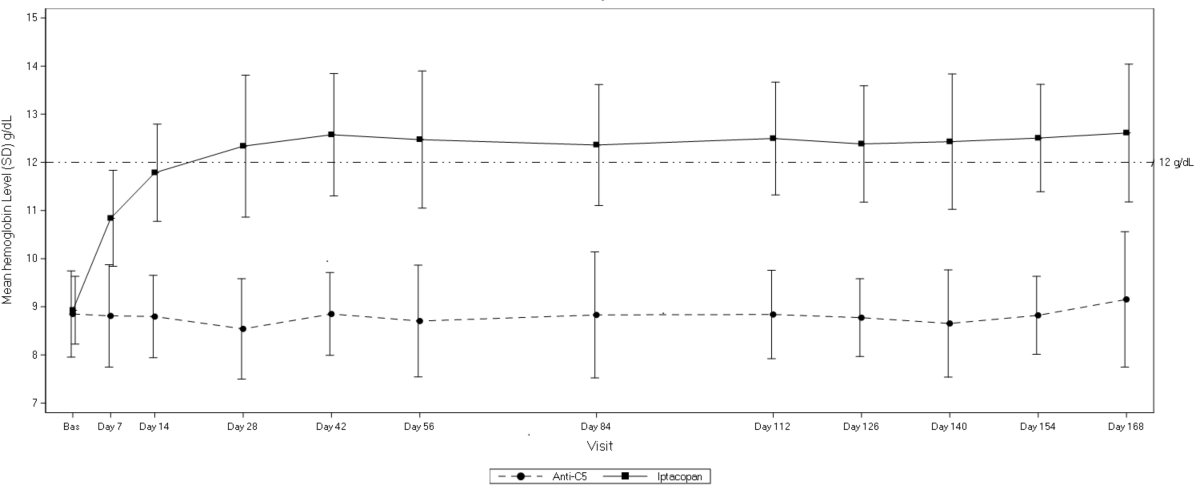 Mean hemoglobin Level (SD) g/dL
15
14
13
12
11
10
9
8
7
12 g/dL
Bas Day 7 Day 14 Day 28 Day 42 Day 56 Day 84 Day 112 Day 126 Day 140 Day 154 Day 168
Visit
Anti-C5 Iptacopan